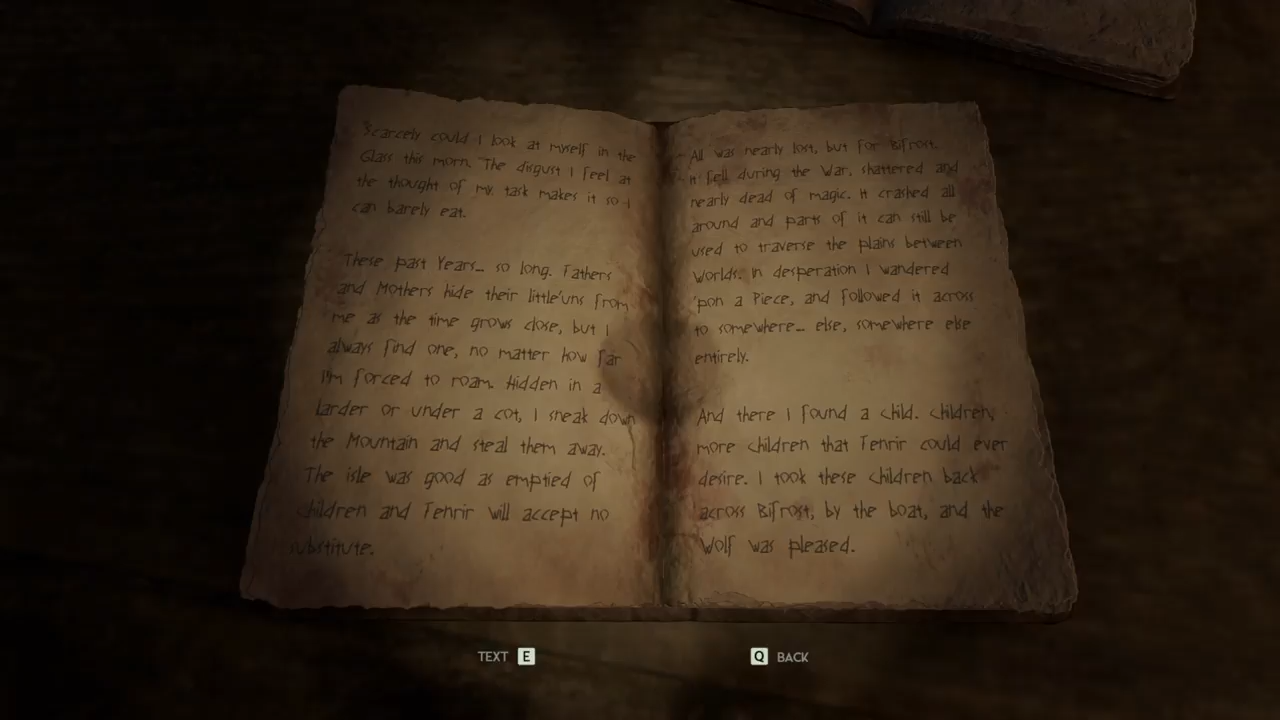 Scarcely could I look at myself in the
Glass this morn. The disgust I feel at
the thought of my task makes it so I
can barely eat.
These past Years... so long. Fathers
and Mothers hide their little'uns from
me as the time grows close, but I
always find one, no matter how far
I'm forced to roam. Hidden in a
larder or under a cot, I sneak down
the Mountain and steal them away.
The isle was good as emptied of
children and Fenrir will accept no
substitute.
All was nearly lost, but for Bifrost.
It fell during the War, shattered and
nearly dead of magic. It crashed all
around and parts of it can still be
used to traverse the plains between
Worlds. In desperation I wandered
'pon a Piece, and followed it across
to somewhere... else, somewhere else
entirely.
And there I found a child. Children,
more children that Fenrir could ever
desire. I took these children back
across Bifrost, by the boat, and the
Wolf was pleased.
TEXT E
Q BACK